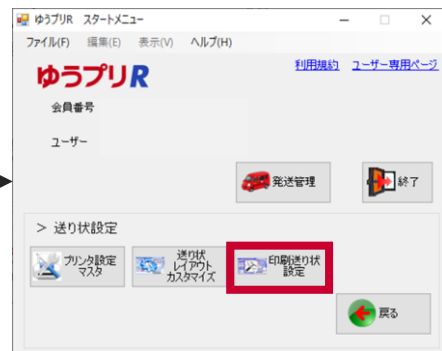 ゆうプリR スタートメニュー
ファイル(F) 編集(E) 表示(V) ヘルプ(H)
ゆうプリR
利用規約 ユーザー専用ページ
会員番号
ユーザー
発送管理 終了
> 送り状設定
プリンタ設定
マスタ
送り状
レイアウト
カスタマイズ
印刷送り状
設定
戻る